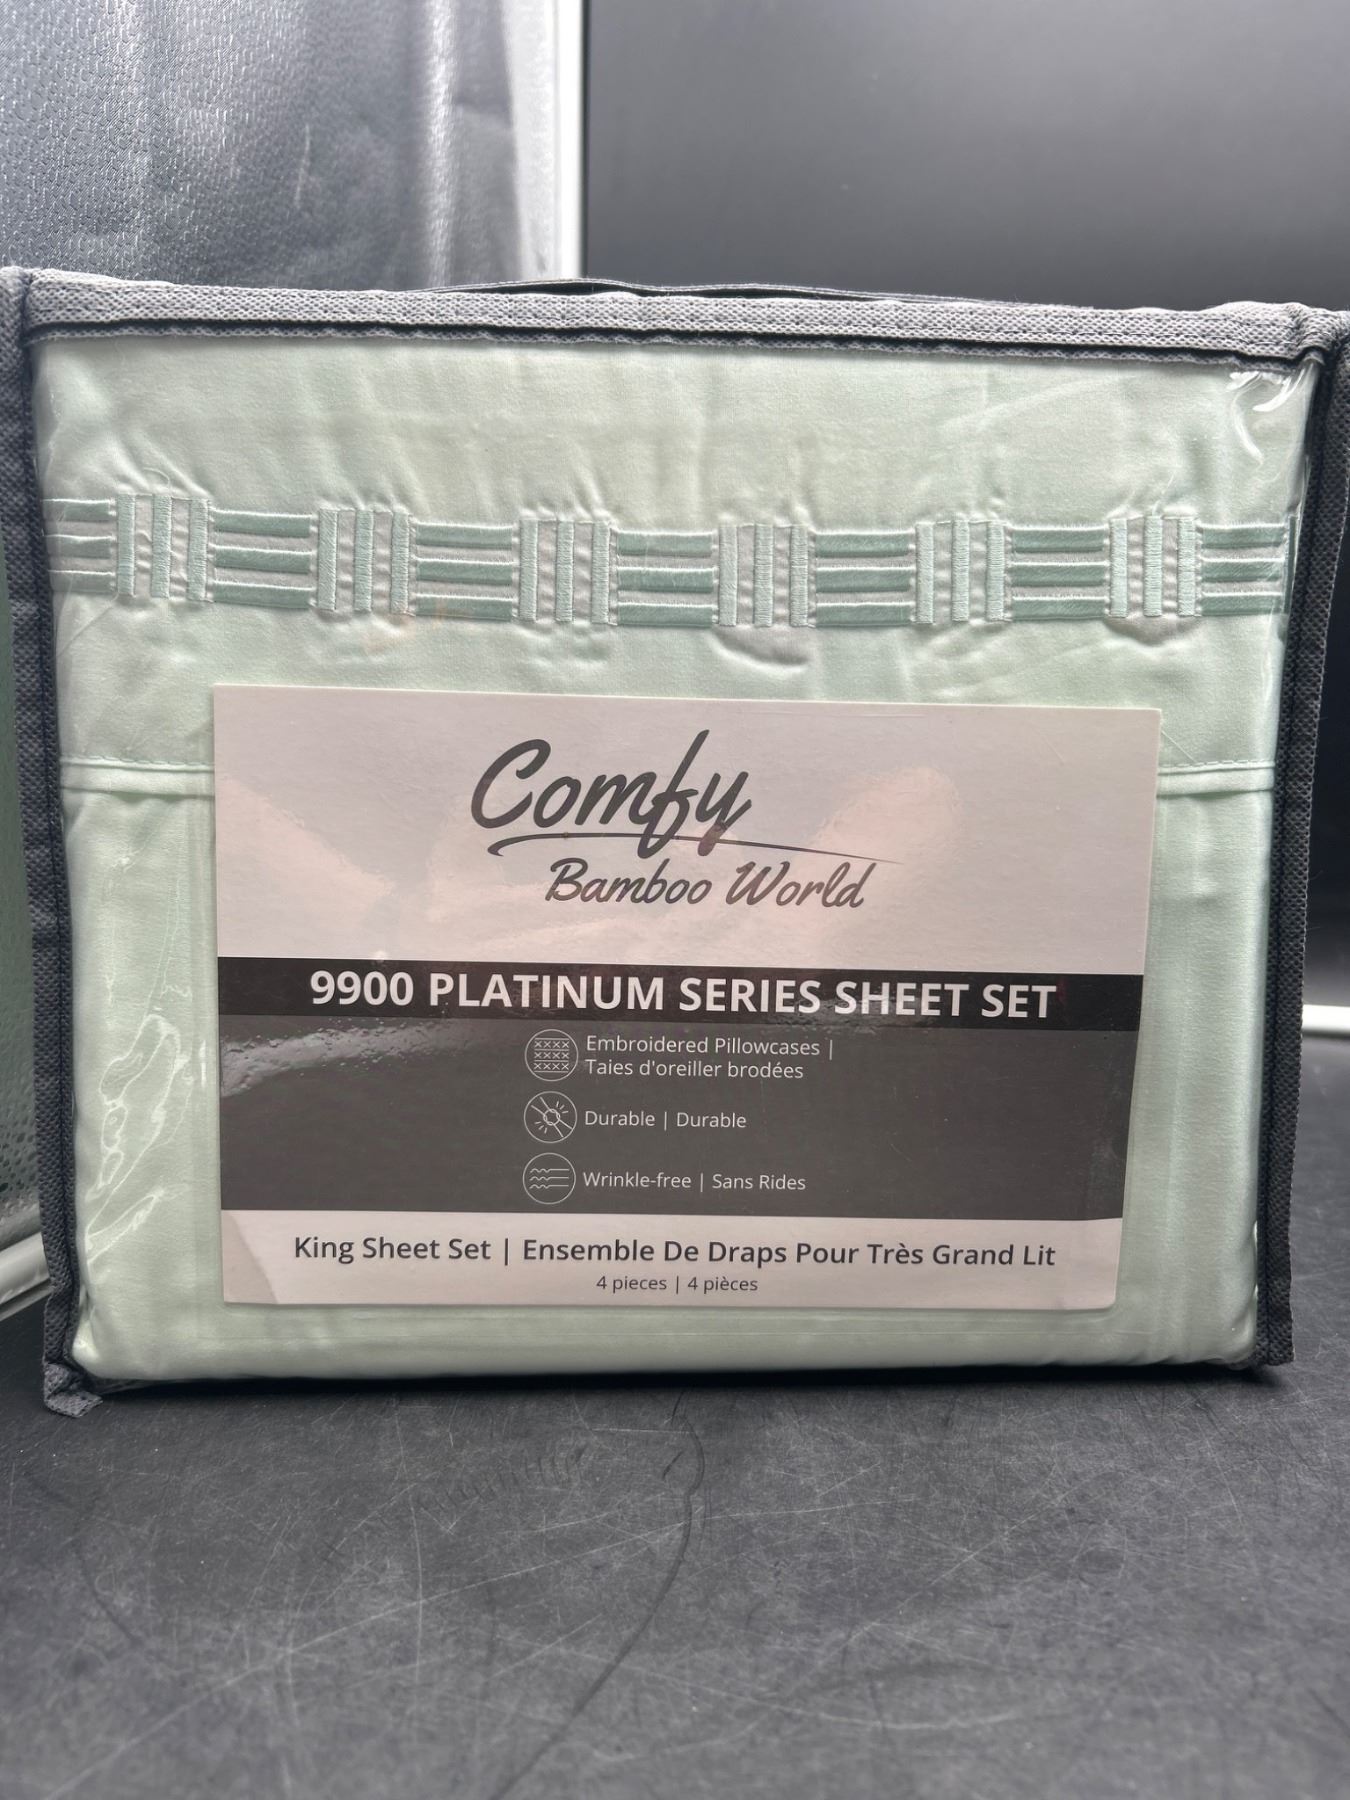 Comfy
Bamboo World
9900 PLATINUM SERIES SHEET SET
Embroidered Pillowcases |
Taies d'oreiller brodées
Durable | Durable
Wrinkle-free | Sans Rides
King Sheet Set | Ensemble De Draps Pour Très Grand Lit
4 pieces | 4 pièces